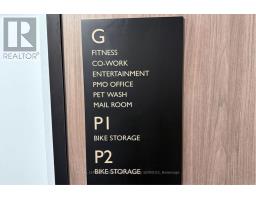 REALTOR®
G
FITNESS
CO-WORK
ENTERTAINMENT
PMO OFFICE
PET WASH
MAIL ROOM
P1
BIKE STORAGE
P2
BIKE STORAGE